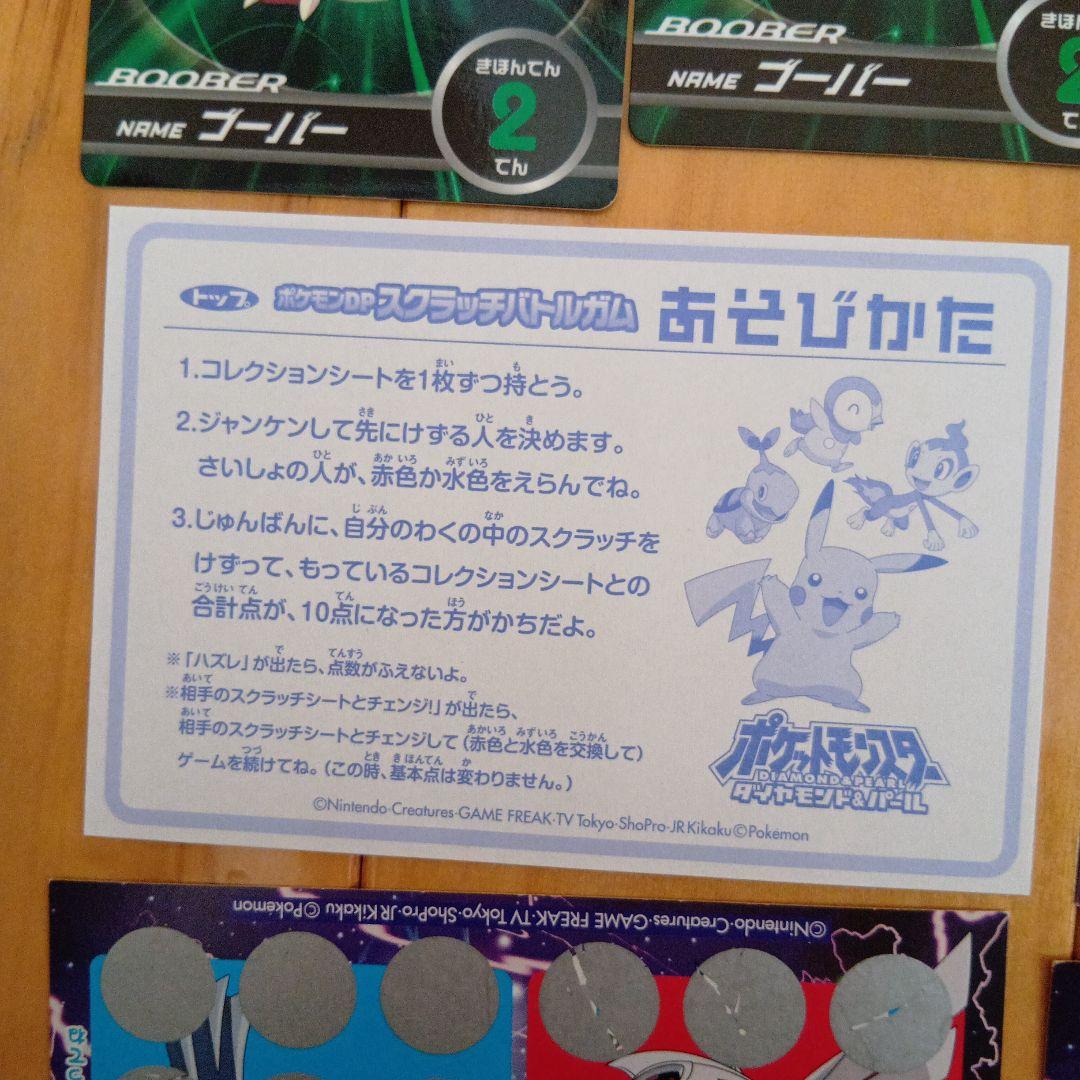 BOOBER
NAME ブーバー
きほんてん
2
てん
BOOBER
NAME ブーバー
トップ
ポケモンDPスクラッチバトルガム あそびかた
1.コレクションシートを1枚ずつ持とう。
2.ジャンケンして先にけずる人を決めます。
さいしょの人が、赤色か水色をえらんでね。
3.じゅんばんに、自分のわくの中のスクラッチを
けずって、もっているコレクションシートとの
合計点が、10点になった方がかちだよ。
※「ハズレ」が出たら、点数がふえないよ。
※相手のスクラッチシートとチェンジ!」が出たら、
相手のスクラッチシートとチェンジして(赤色と水色を交換して)
ゲームを続けてね。(この時、基本点は変わりません。)
ポケットモンスター
DIAMOND&PEARL
ダイヤモンド&パール
©Nintendo·Creatures·GAME FREAK·TV Tokyo·ShoPro·JR Kikaku ©Pokémon
©Nintendo·Creatures·GAME FREAK·TV Tokyo·ShoPro·JR Kikaku ©Pokémon